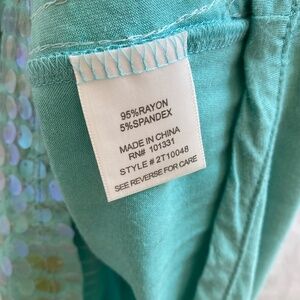 95%RAYON
5%SPANDEX
MADE IN CHINA
RN# 101331
STYLE # 2T10048
SEE REVERSE FOR CARE